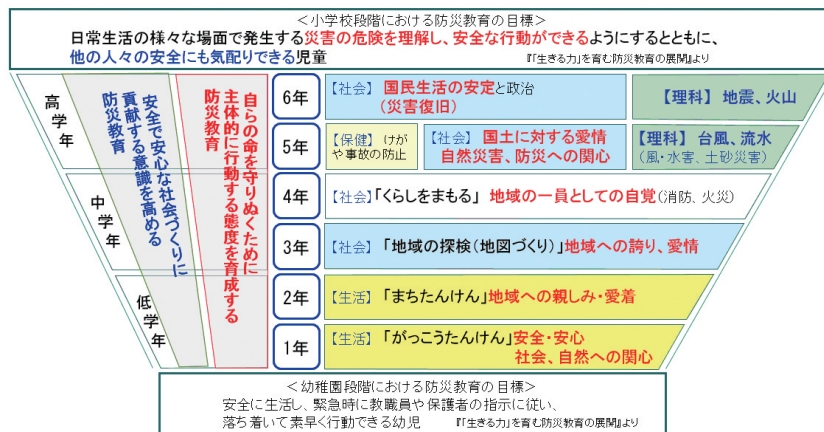 ＜小学校段階における防災教育の目標＞
日常生活の様々な場面で発生する災害の危険を理解し、安全な行動ができるようにするとともに、
他の人々の安全にも気配りできる児童
『「生きる力」を育む防災教育の展開』より
高学年
中学年
低学年
安全で安心な社会づくりに
貢献する意識を高める
防災教育
自らの命を守りぬくために
主体的に行動する態度を育成する
防災教育
6年
【社会】 国民生活の安定と政治
（災害復旧）
【理科】 地震、火山
5年
【保健】 けが
や事故の防止
【社会】 国土に対する愛情
自然災害、防災への関心
【理科】 台風、流水
（風・水害、土砂災害）
4年
【社会】「くらしをまもる」 地域の一員としての自覚（消防、火災）
3年
【社会】 「地域の探検（地図づくり）」地域への誇り、愛情
2年
【生活】 「まちたんけん」地域への親しみ・愛着
1年
【生活】 「がっこうたんけん」安全・安心
社会、自然への関心
＜幼稚園段階における防災教育の目標＞
安全に生活し、緊急時に教職員や保護者の指示に従い、
落ち着いて素早く行動できる幼児
『「生きる力」を育む防災教育の展開』より